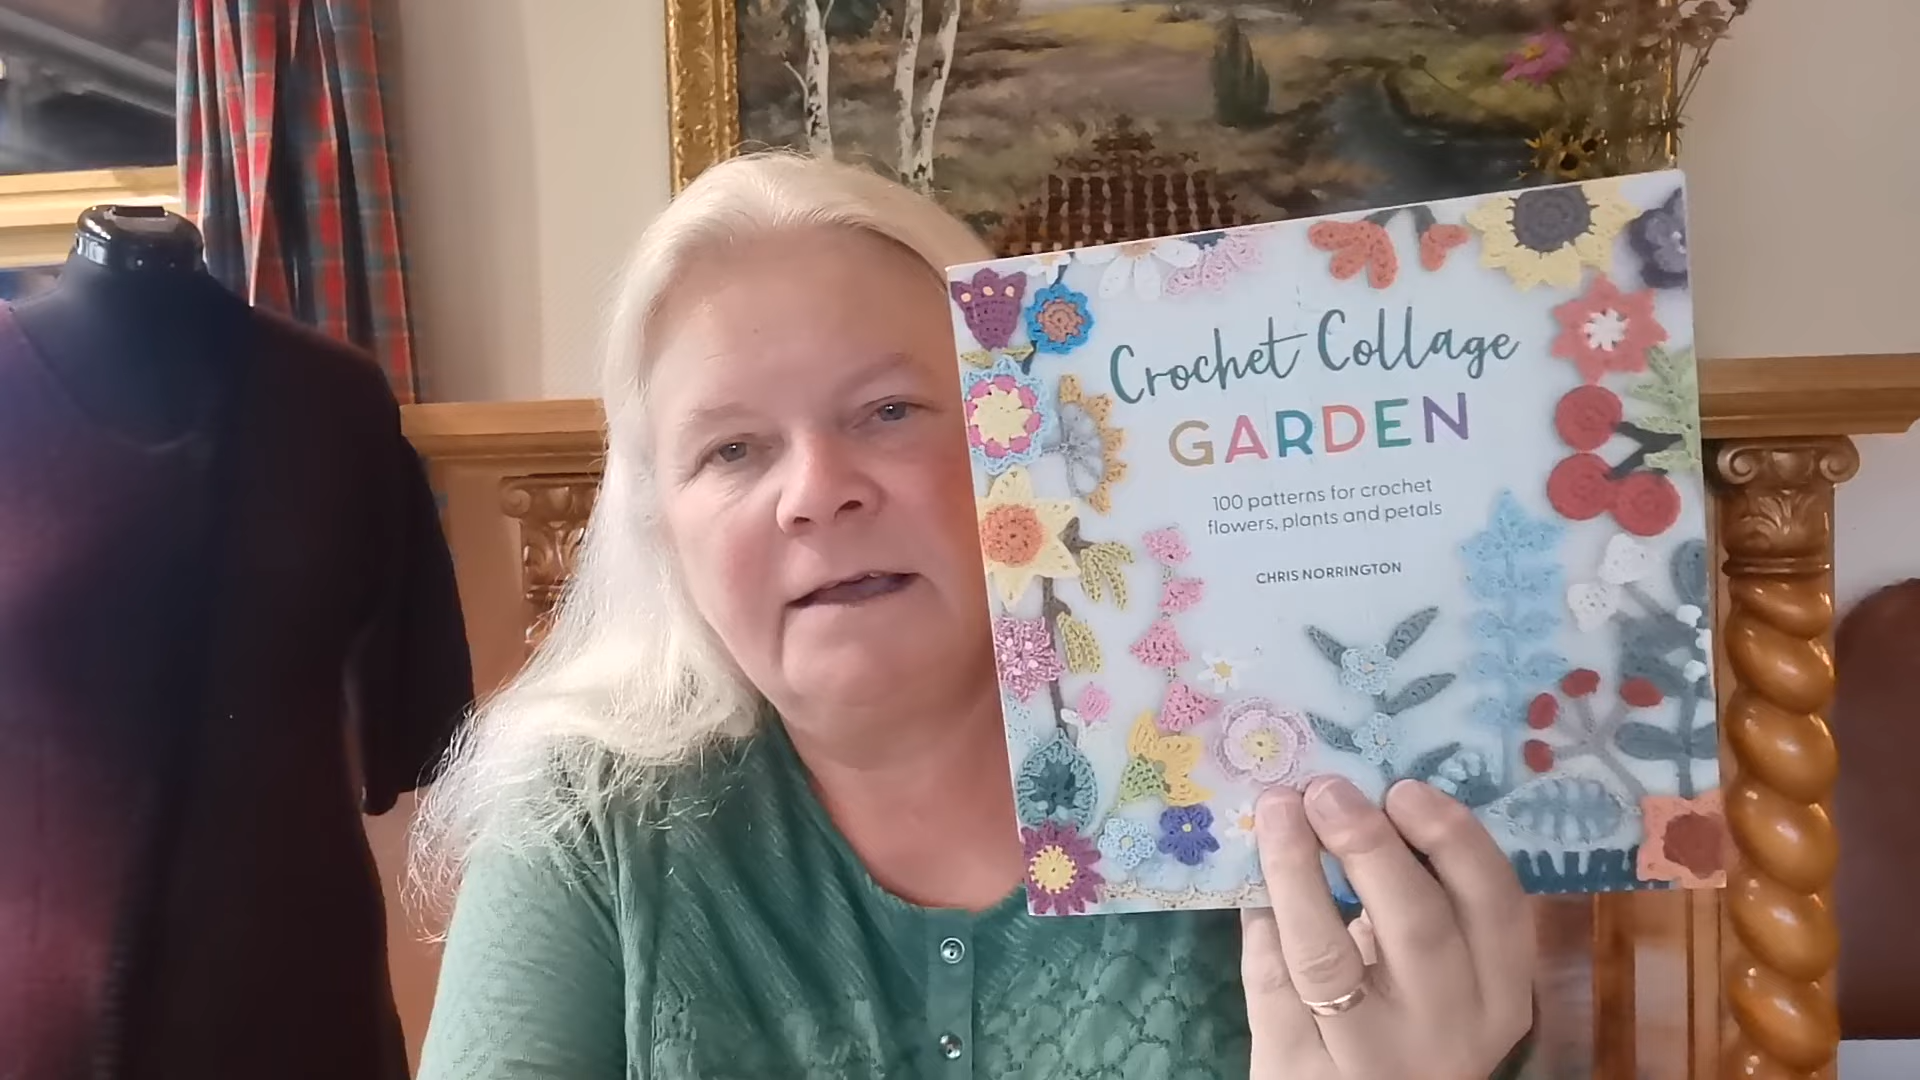 Crochet Collage
GARDEN
100 patterns for crochet
flowers, plants and petals
CHRIS NORRINGTON